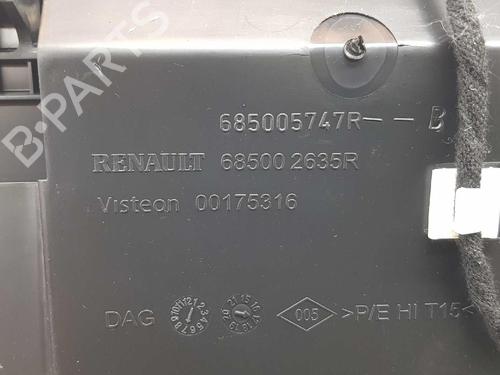 685005747R-- B
RENAULT 68500 2635R
Visteon 00175316
DAG 005 >P/E HI T15<
B-PARTS